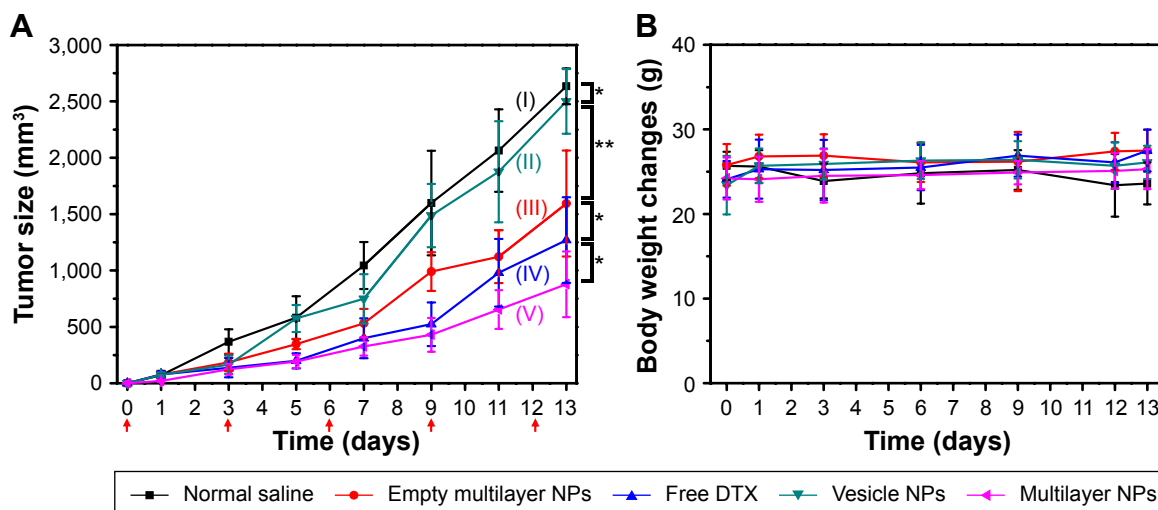 A
B
Tumor size (mm³)
3,000
2,500
2,000
1,500
1,000
500
0
(I)
(II)
(III)
(IV)
(V)
*
**
*
*
0 1 2 3 4 5 6 7 8 9 10 11 12 13
Time (days)
Body weight changes (g)
40
30
20
10
0
0 1 2 3 4 5 6 7 8 9 10 11 12 13
Time (days)
Normal saline Empty multilayer NPs Free DTX Vesicle NPs Multilayer NPs